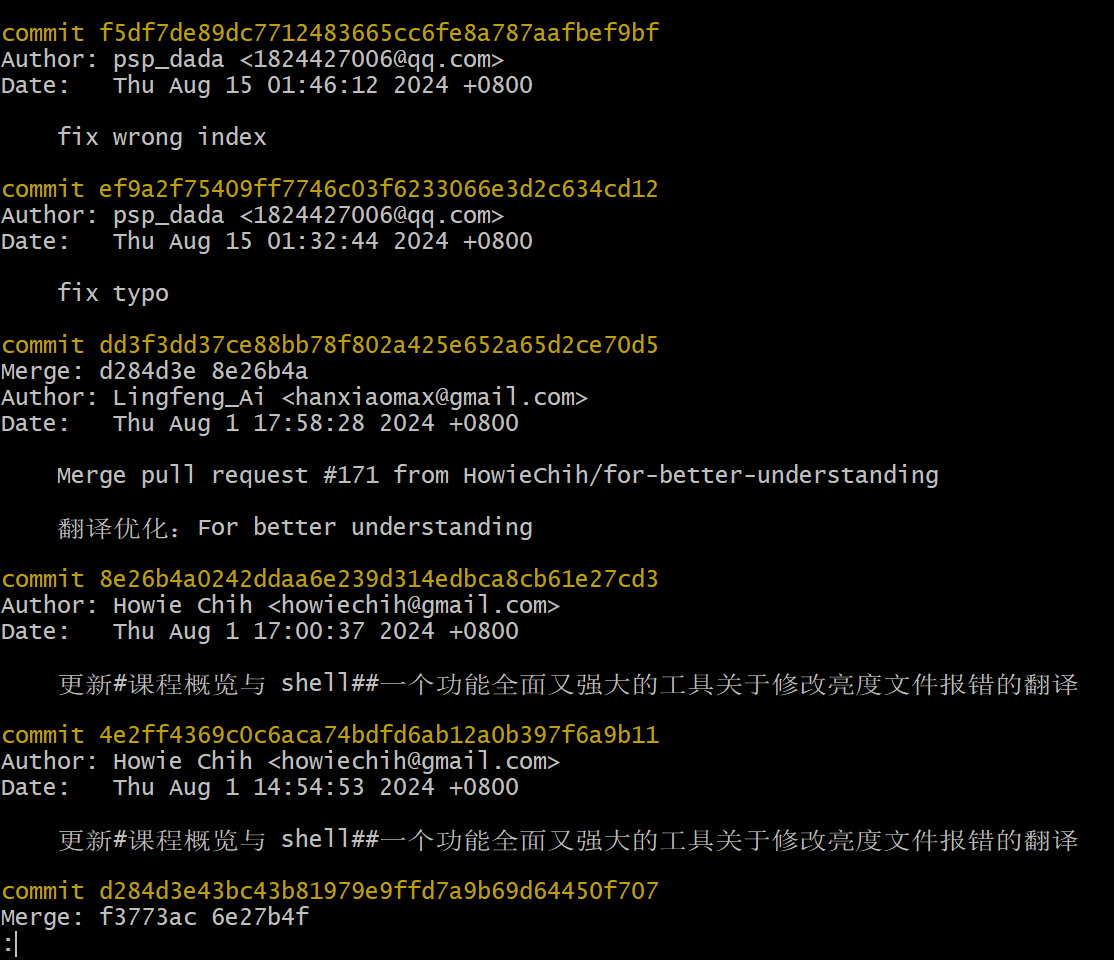 commit f5df7de89dc7712483665cc6fe8a787aafbef9bf
Author: psp_dada <1824427006@qq.com>
Date:   Thu Aug 15 01:46:12 2024 +0800
    fix wrong index
commit ef9a2f75409ff7746c03f6233066e3d2c634cd12
Author: psp_dada <1824427006@qq.com>
Date:   Thu Aug 15 01:32:44 2024 +0800
    fix typo
commit dd3f3dd37ce88bb78f802a425e652a65d2ce70d5
Merge: d284d3e 8e26b4a
Author: Lingfeng_Ai <hanxiaomax@gmail.com>
Date:   Thu Aug 1 17:58:28 2024 +0800
    Merge pull request #171 from HowieChih/for-better-understanding
    翻译优化：For better understanding
commit 8e26b4a0242ddaa6e239d314edbca8cb61e27cd3
Author: Howie Chih <howiechih@gmail.com>
Date:   Thu Aug 1 17:00:37 2024 +0800
    更新#课程概览与 shell##一个功能全面又强大的工具关于修改亮度文件报错的翻译
commit 4e2ff4369c0c6aca74bdfd6ab12a0b397f6a9b11
Author: Howie Chih <howiechih@gmail.com>
Date:   Thu Aug 1 14:54:53 2024 +0800
    更新#课程概览与 shell##一个功能全面又强大的工具关于修改亮度文件报错的翻译
commit d284d3e43bc43b81979e9ffd7a9b69d64450f707
Merge: f3773ac 6e27b4f
: